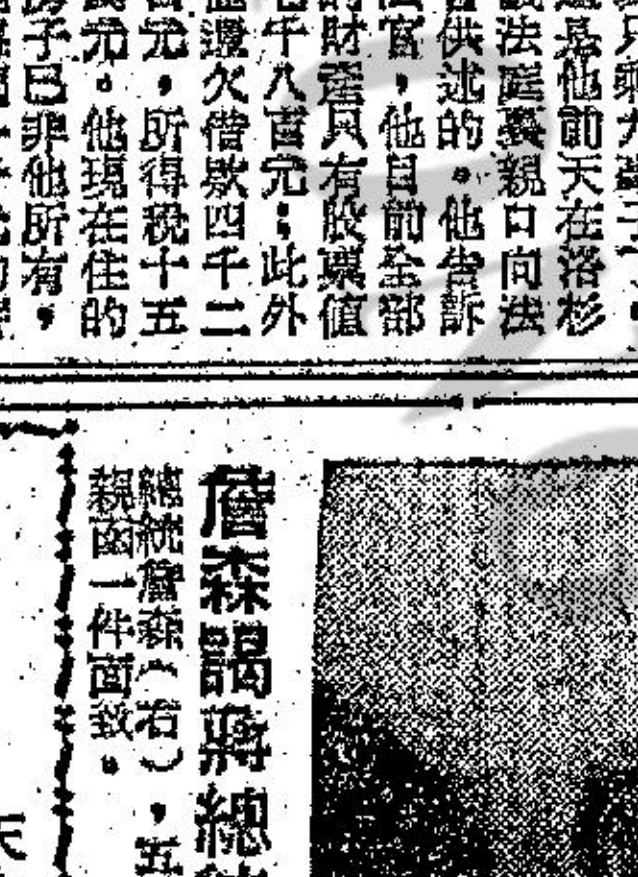 是他前天在洛杉
法庭裏親口向法
供述的。他告訴
官,他目前全部
財產只有股票值
千八百元;此外
還欠借款四千二
元,所得稅十五
元。他現在住的
子已非他所有,
詹森謁蔣總
總統詹森(右),五
親函一件面致。